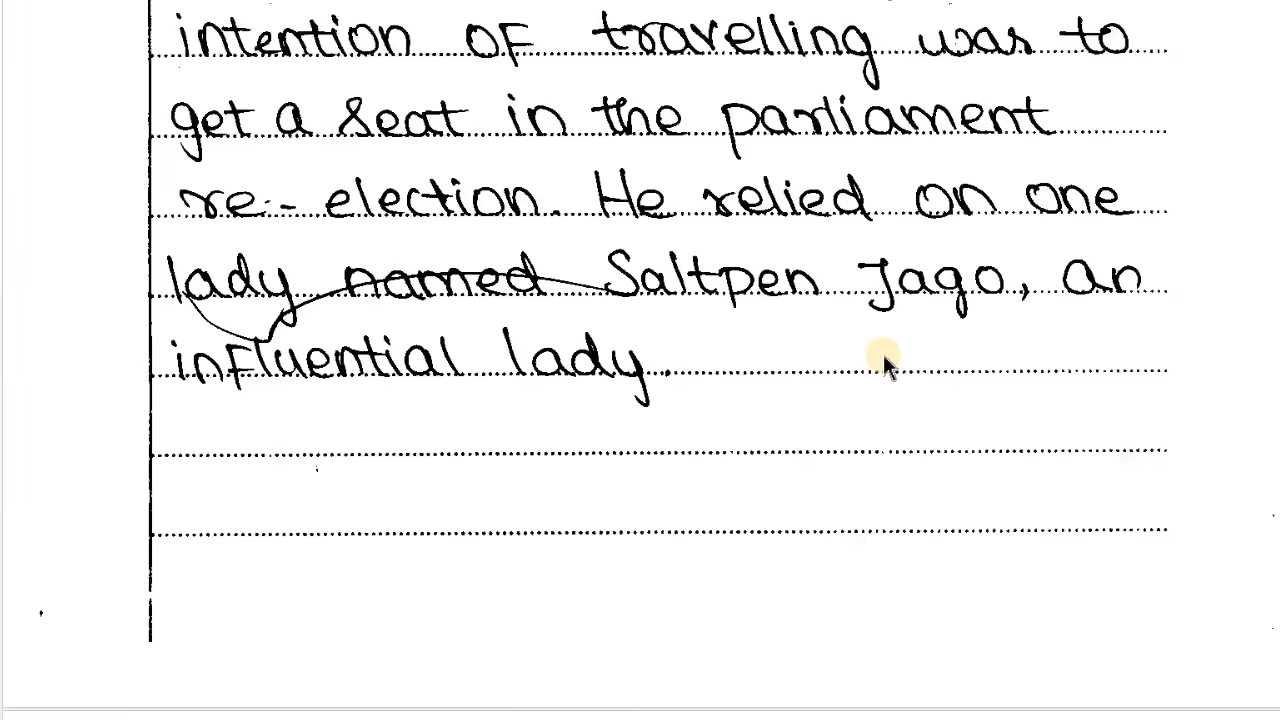 intention OF travelling was to
get a seat in the parliament
re-election. He relied on one
lady named Saltpen Jago, an
influential lady.